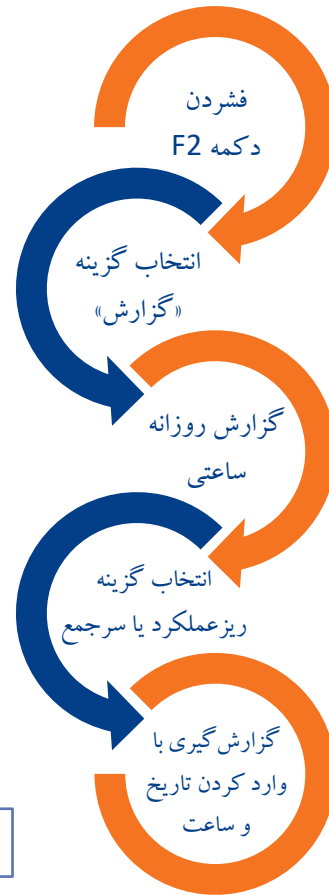 فشردن
دکمه F2
انتخاب گزینه
«گزارش»
گزارش روزانه
ساعتی
انتخاب گزینه
ریزعملکرد یا سرجمع
گزارش‌گیری با
وارد کردن تاریخ
و ساعت